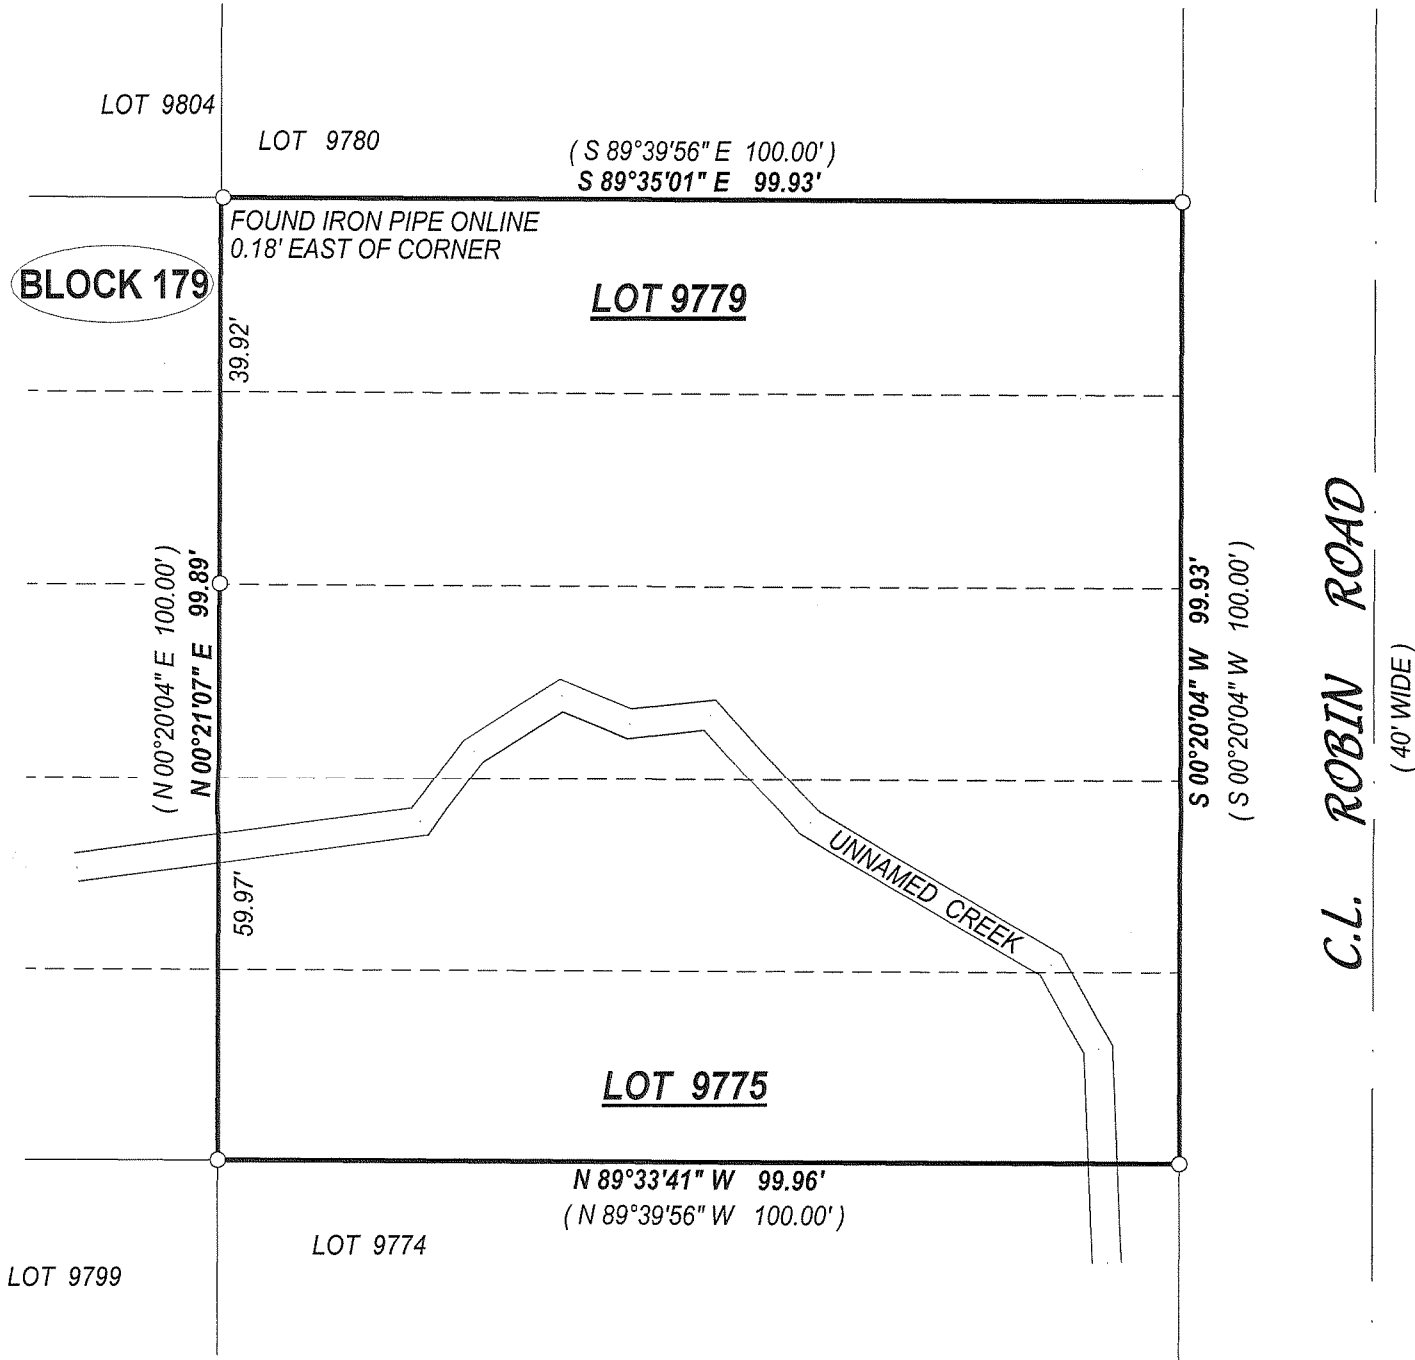 LOT 9804
LOT 9780
( S 89°39'56" E 100.00' )
S 89°35'01" E 99.93'
FOUND IRON PIPE ONLINE
0.18' EAST OF CORNER
BLOCK 179
LOT 9779
39.92'
( N 00°20'04" E 100.00' )
N 00°21'07" E 99.89'
S 00°20'04" W 99.93'
( S 00°20'04" W 100.00' )
C.L. ROBIN ROAD
( 40' WIDE )
59.97'
UNNAMED CREEK
LOT 9775
N 89°33'41" W 99.96'
( N 89°39'56" W 100.00' )
LOT 9774
LOT 9799